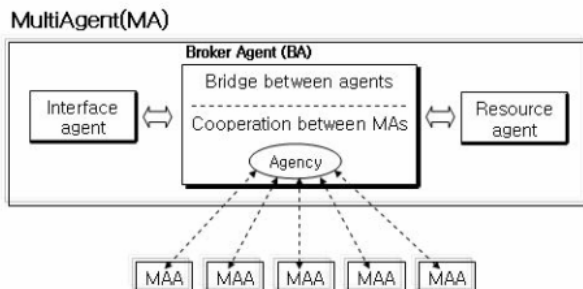 MultiAgent(MA)
Broker Agent (BA)
Bridge between agents
Interface
agent
Cooperation between MAs
Resource
agent
Agency
MAA MAA MAA MAA MAA